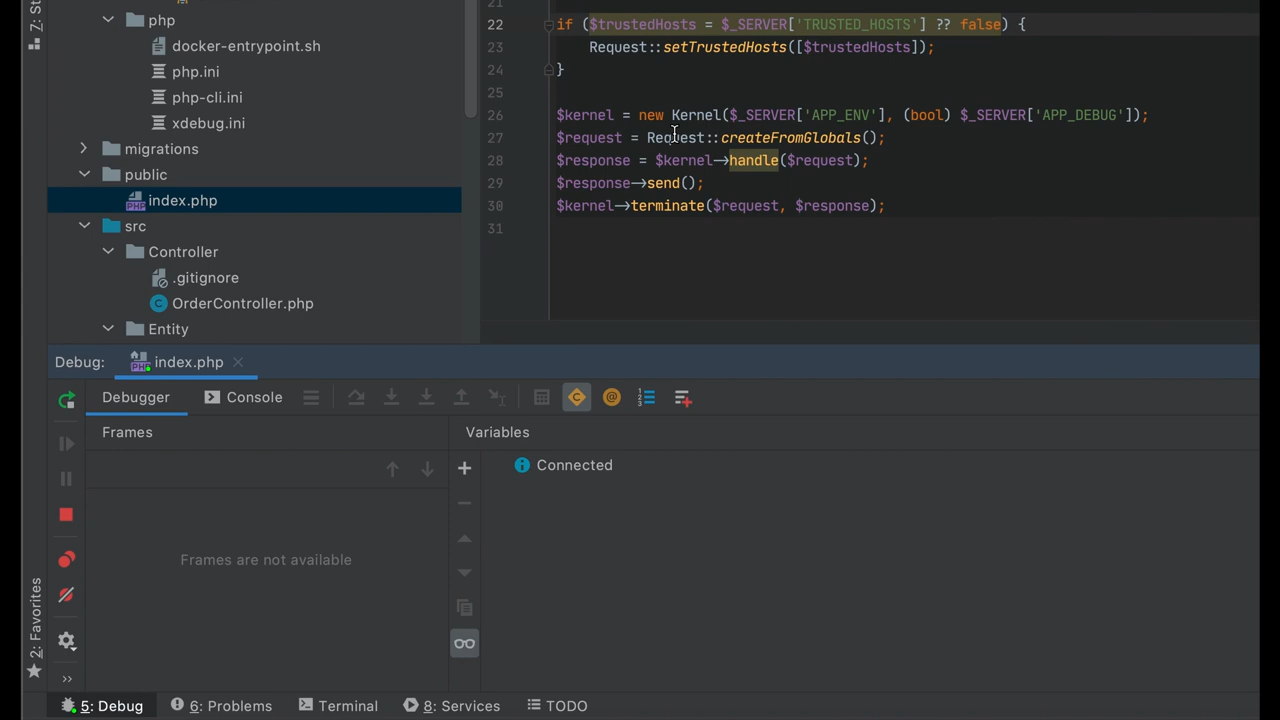 Z: St
php
docker-entrypoint.sh
php.ini
php-cli.ini
xdebug.ini
migrations
public
index.php
src
Controller
.gitignore
OrderController.php
Entity
21
22 if ($trustedHosts = $_SERVER['TRUSTED_HOSTS'] ?? false) {
23 Request::setTrustedHosts([$trustedHosts]);
24 }
25
26 $kernel = new Kernel($_SERVER['APP_ENV'], (bool) $_SERVER['APP_DEBUG']);
27 $request = Request::createFromGlobals();
28 $response = $kernel->handle($request);
29 $response->send();
30 $kernel->terminate($request, $response);
31
Debug: index.php
Debugger Console
Frames
Frames are not available
Variables
Connected
2: Favorites
5: Debug 6: Problems Terminal 8: Services TODO